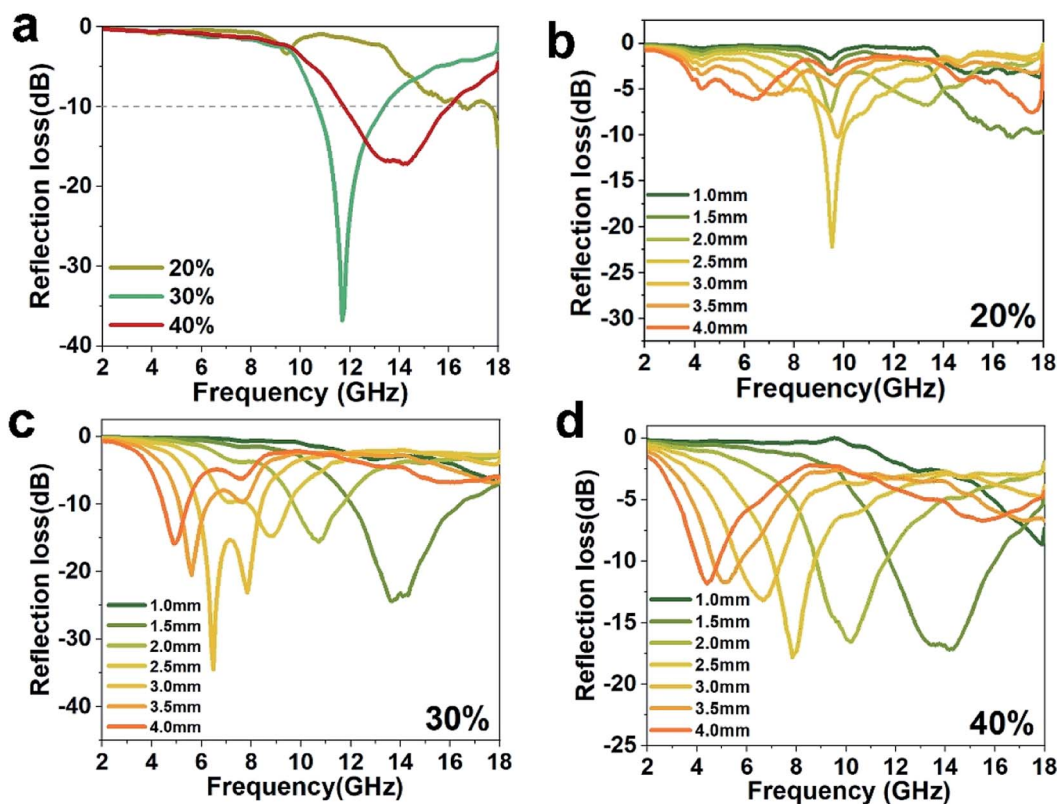 a
Reflection loss(dB)
0
-10
-20
-30
-40
20%
30%
40%
2 4 6 8 10 12 14 16 18
Frequency (GHz)
b
Reflection loss(dB)
0
-5
-10
-15
-20
-25
-30
1.0mm
1.5mm
2.0mm
2.5mm
3.0mm
3.5mm
4.0mm
20%
2 4 6 8 10 12 14 16 18
Frequency(GHz)
c
Reflection loss(dB)
0
-10
-20
-30
-40
1.0mm
1.5mm
2.0mm
2.5mm
3.0mm
3.5mm
4.0mm
30%
2 4 6 8 10 12 14 16 18
Frequency(GHz)
d
Reflection loss(dB)
0
-5
-10
-15
-20
-25
1.0mm
1.5mm
2.0mm
2.5mm
3.0mm
3.5mm
4.0mm
40%
2 4 6 8 10 12 14 16 18
Frequency (GHz)